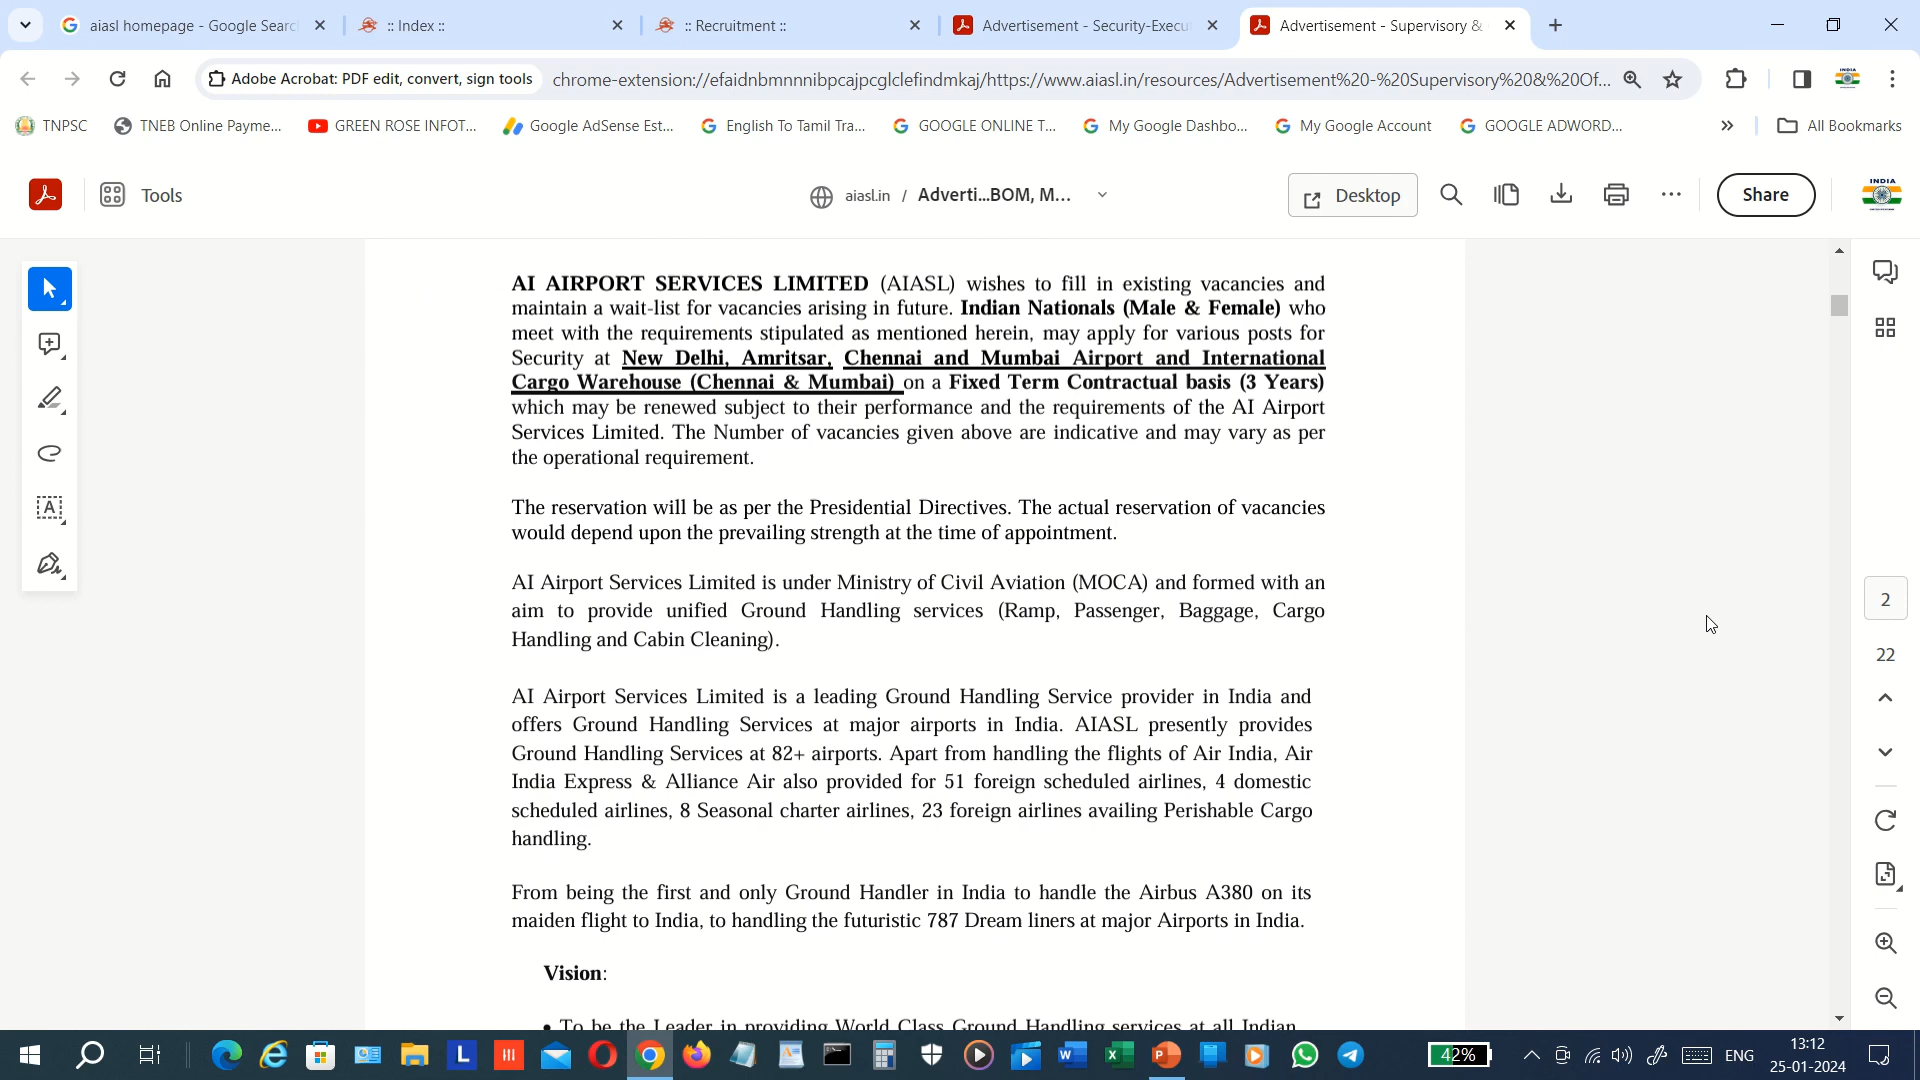 aiasl homepage - Google Searc
:: Index ::
:: Recruitment ::
Advertisement - Security-Execu
Advertisement - Supervisory &
Adobe Acrobat: PDF edit, convert, sign tools
chrome-extension://efaidnbmnnnibpcajpcglclefindmkaj/https://www.aiasl.in/resources/Advertisement%20-%20Supervisory%20&%20Of...
TNPSC
TNEB Online Payme...
GREEN ROSE INFOT...
Google AdSense Est...
English To Tamil Tra...
GOOGLE ONLINE T...
My Google Dashbo...
My Google Account
GOOGLE ADWORD...
All Bookmarks
Tools
aiasl.in / Adverti...BOM, M...
Desktop
Share
INDIA
AI AIRPORT SERVICES LIMITED (AIASL) wishes to fill in existing vacancies and
maintain a wait-list for vacancies arising in future. Indian Nationals (Male & Female) who
meet with the requirements stipulated as mentioned herein, may apply for various posts for
Security at New Delhi, Amritsar, Chennai and Mumbai Airport and International
Cargo Warehouse (Chennai & Mumbai) on a Fixed Term Contractual basis (3 Years)
which may be renewed subject to their performance and the requirements of the AI Airport
Services Limited. The Number of vacancies given above are indicative and may vary as per
the operational requirement.
The reservation will be as per the Presidential Directives. The actual reservation of vacancies
would depend upon the prevailing strength at the time of appointment.
AI Airport Services Limited is under Ministry of Civil Aviation (MOCA) and formed with an
aim to provide unified Ground Handling services (Ramp, Passenger, Baggage, Cargo
Handling and Cabin Cleaning).
AI Airport Services Limited is a leading Ground Handling Service provider in India and
offers Ground Handling Services at major airports in India. AIASL presently provides
Ground Handling Services at 82+ airports. Apart from handling the flights of Air India, Air
India Express & Alliance Air also provided for 51 foreign scheduled airlines, 4 domestic
scheduled airlines, 8 Seasonal charter airlines, 23 foreign airlines availing Perishable Cargo
handling.
From being the first and only Ground Handler in India to handle the Airbus A380 on its
maiden flight to India, to handling the futuristic 787 Dream liners at major Airports in India.
Vision:
• To be the Leader in providing World Class Ground Handling services at all Indian
2
22
42%
ENG
13:12
25-01-2024